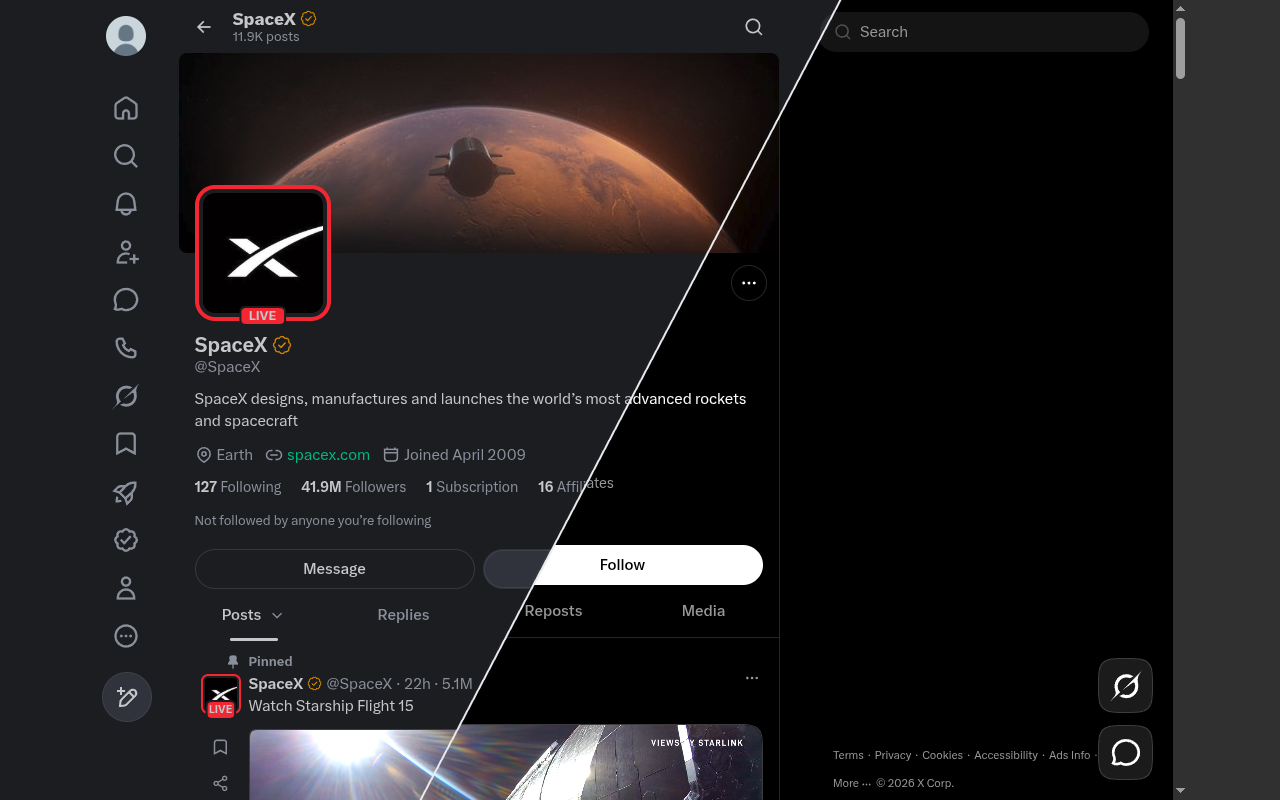 SpaceX
11.9K posts
Search
LIVE
SpaceX
@SpaceX
SpaceX designs, manufactures and launches the world’s most advanced rockets
and spacecraft
Earth spacex.com Joined April 2009
127 Following 41.9M Followers 1 Subscription 16 Affiliates
Not followed by anyone you’re following
Message Follow
Posts Replies Reposts Media
Pinned
SpaceX @SpaceX · 22h · 5.1M
LIVE
Watch Starship Flight 15
VIEWS BY STARLINK
Terms · Privacy · Cookies · Accessibility · Ads Info ·
More ··· © 2026 X Corp.